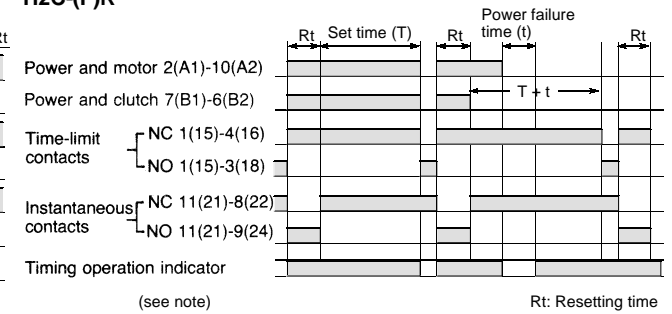 Power failure
Rt Set time (T) Rt time (t) Rt
Power and motor 2(A1)-10(A2)
Power and clutch 7(B1)-6(B2)
T + t
Time-limit
contacts
NC 1(15)-4(16)
NO 1(15)-3(18)
Instantaneous
contacts
NC 11(21)-8(22)
NO 11(21)-9(24)
Timing operation indicator
(see note)
Rt: Resetting time